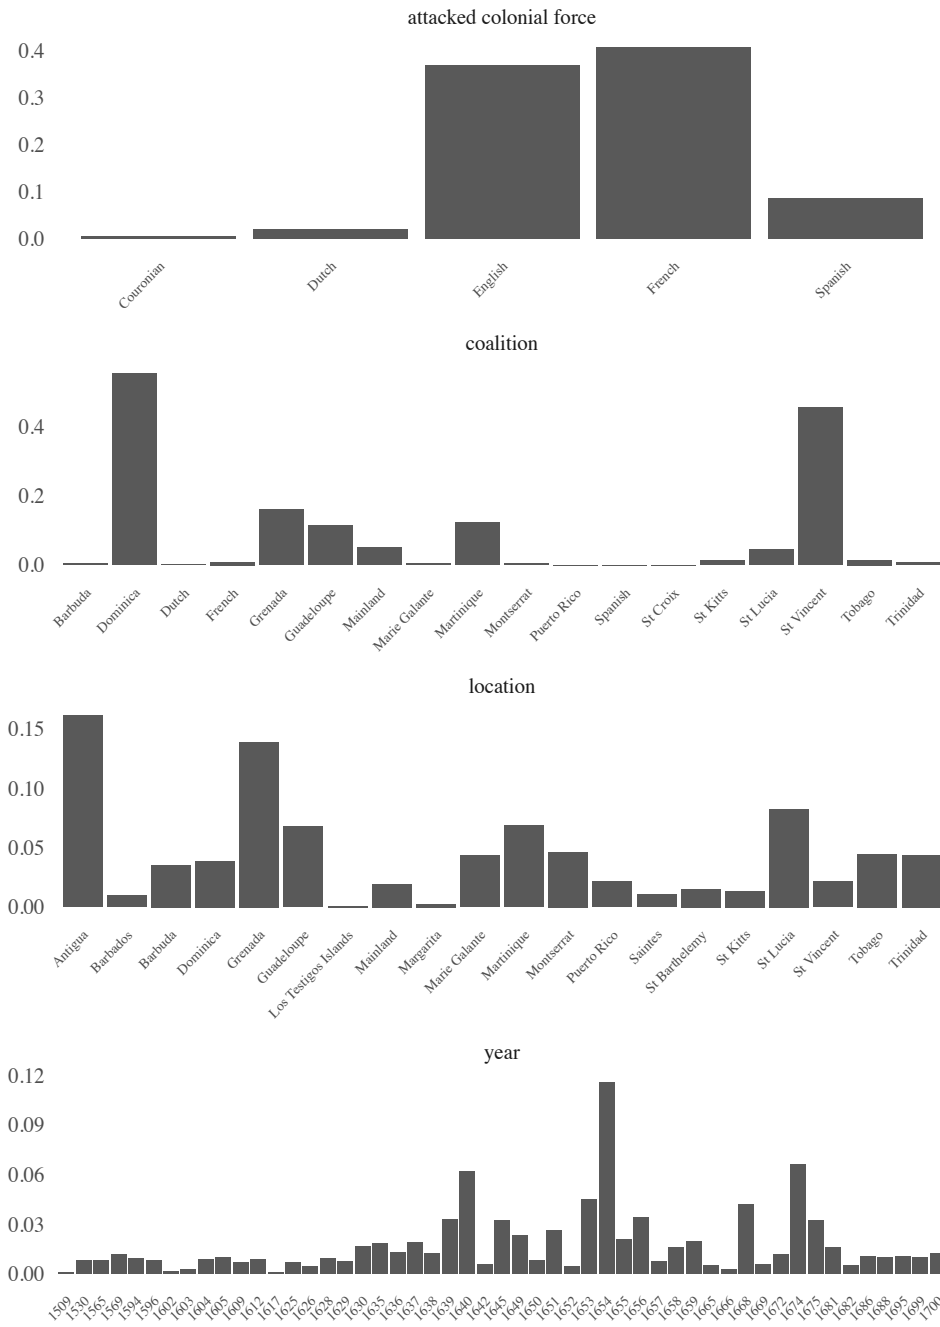 attacked colonial force
0.4
0.3
0.2
0.1
0.0
Couronian Dutch English French Spanish
coalition
0.4
0.2
0.0
Barbuda Dominica Dutch French Grenada Guadeloupe Mainland Marie Galante Martinique Montserrat Puerto Rico Spanish St Croix St Kitts St Lucia St Vincent Tobago Trinidad
location
0.15
0.10
0.05
0.00
Antigua Barbados Barbuda Dominica Grenada Guadeloupe Los Testigos Islands Mainland Margarita Marie Galante Martinique Montserrat Puerto Rico Saintes St Barthelemy St Kitts St Lucia St Vincent Tobago Trinidad
year
0.12
0.09
0.06
0.03
0.00
1509 1530 1565 1569 1594 1596 1602 1603 1604 1605 1609 1612 1617 1625 1626 1628 1629 1630 1635 1636 1637 1638 1639 1640 1642 1645 1649 1650 1651 1652 1653 1654 1655 1656 1657 1658 1659 1665 1666 1668 1669 1672 1674 1675 1681 1682 1686 1688 1695 1699 1700